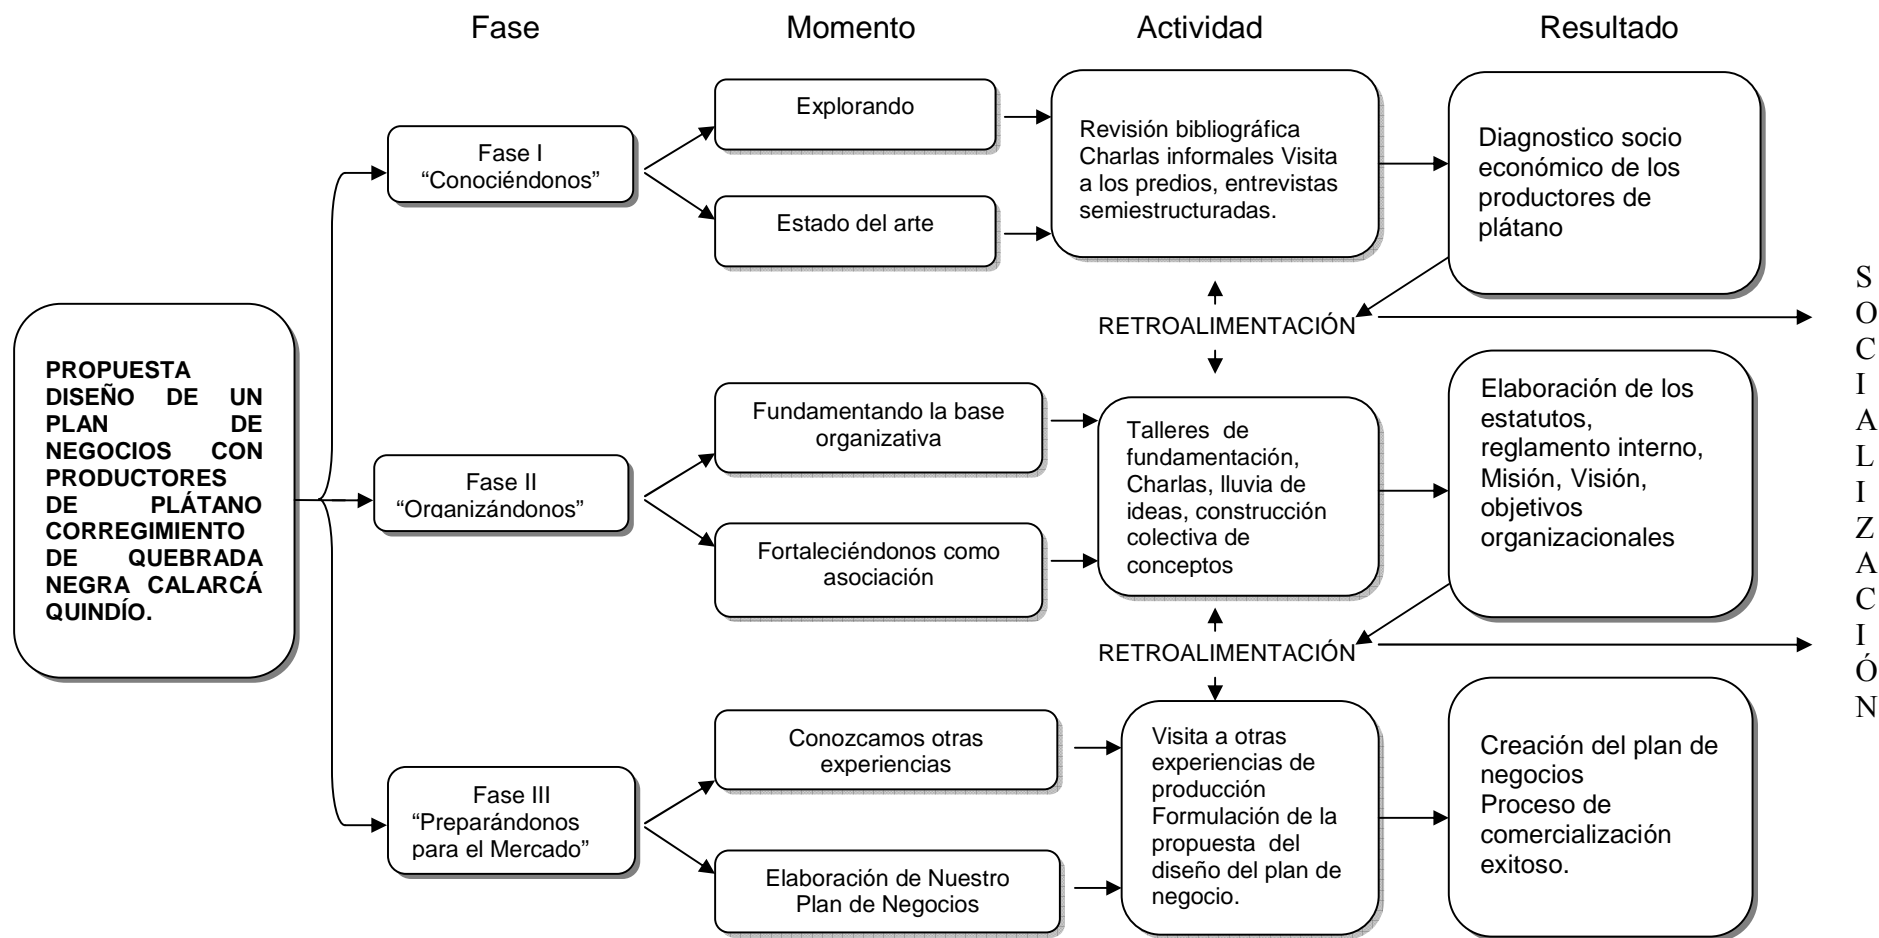 Fase
Momento
Actividad
Resultado
PROPUESTA
DISEÑO DE UN
PLAN DE
NEGOCIOS CON
PRODUCTORES
DE PLÁTANO
CORREGIMIENTO
DE QUEBRADA
NEGRA CALARCÁ
QUINDÍO.
Fase I
“Conociéndonos”
Explorando
Estado del arte
Revisión bibliográfica
Charlas informales Visita
a los predios, entrevistas
semiestructuradas.
Diagnostico socio
económico de los
productores de
plátano
RETROALIMENTACIÓN
Fase II
“Organizándonos”
Fundamentando la base
organizativa
Fortaleciéndonos como
asociación
Talleres de
fundamentación,
Charlas, lluvia de
ideas, construcción
colectiva de
conceptos
Elaboración de los
estatutos,
reglamento interno,
Misión, Visión,
objetivos
organizacionales
RETROALIMENTACIÓN
Fase III
“Preparándonos
para el Mercado”
Conozcamos otras
experiencias
Elaboración de Nuestro
Plan de Negocios
Visita a otras
experiencias de
producción
Formulación de la
propuesta del
diseño del plan de
negocio.
Creación del plan de
negocios
Proceso de
comercialización
exitoso.
S
O
C
I
A
L
I
Z
A
C
I
Ó
N